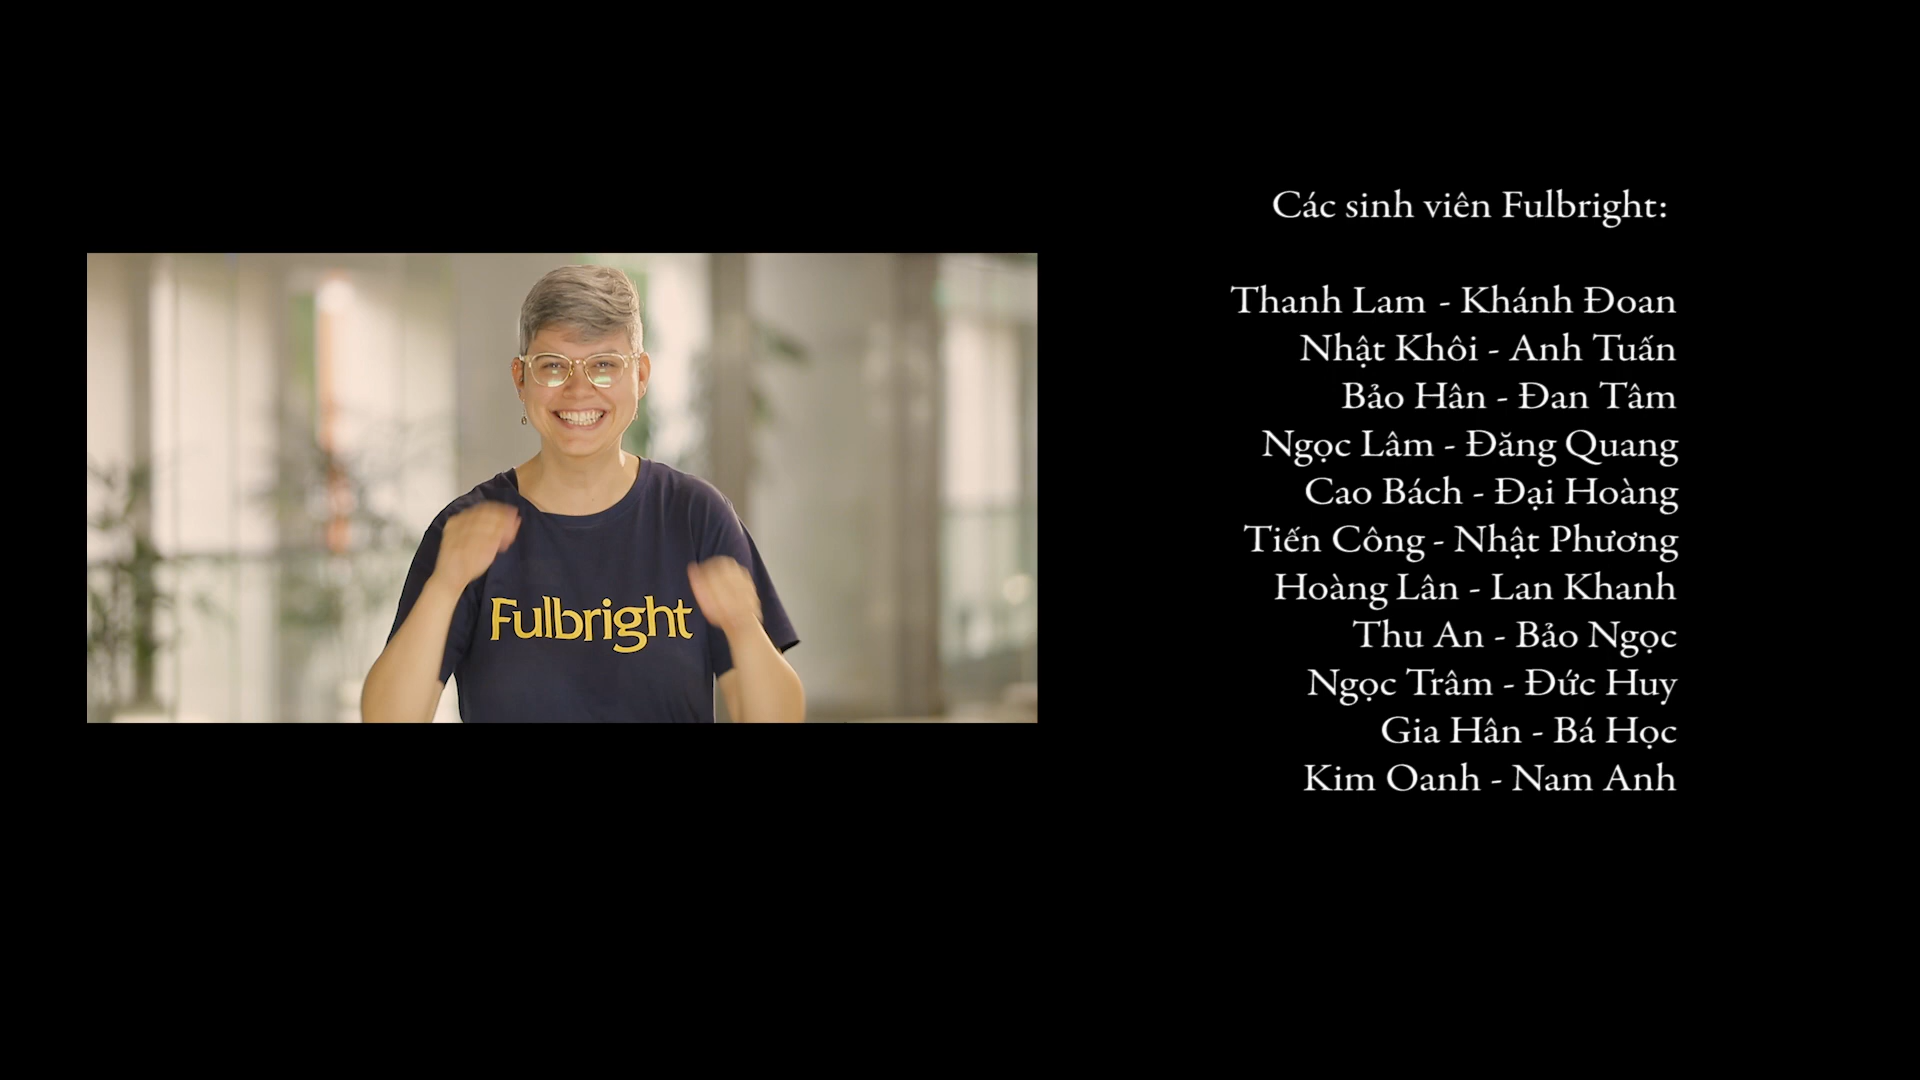 Fulbright
Các sinh viên Fulbright:
Thanh Lam - Khánh Đoan
Nhật Khôi - Anh Tuấn
Bảo Hân - Đan Tâm
Ngọc Lâm - Đăng Quang
Cao Bách - Đại Hoàng
Tiến Công - Nhật Phương
Hoàng Lân - Lan Khanh
Thu An - Bảo Ngọc
Ngọc Trâm - Đức Huy
Gia Hân - Bá Học
Kim Oanh - Nam Anh